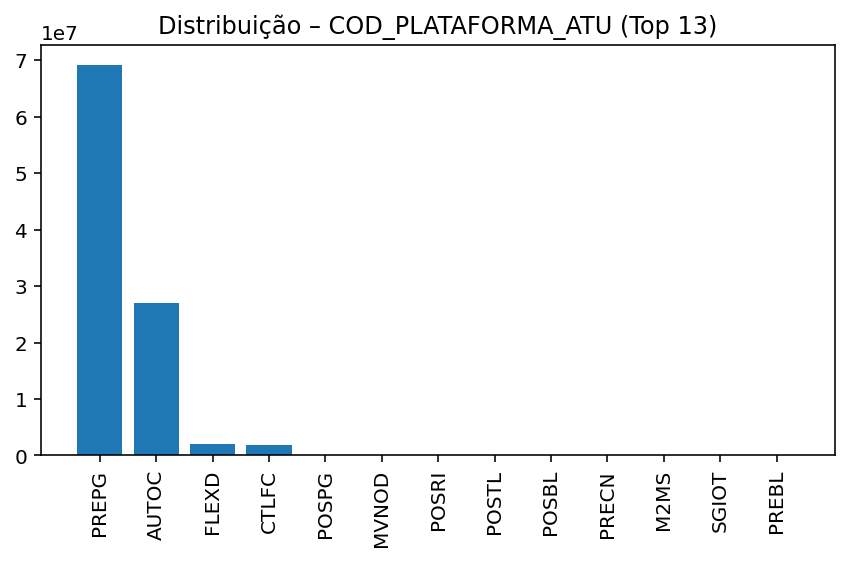 Distribuição – COD_PLATAFORMA_ATU (Top 13)
1e7
7
6
5
4
3
2
1
0
PREPG
AUTOC
FLEXD
CTLFC
POSPG
MVNOD
POSRI
POSTL
POSBL
PRECN
M2MS
SGIOT
PREBL